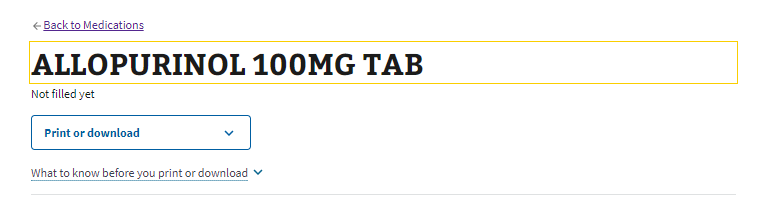 Back to Medications
ALLOPURINOL 100MG TAB
Not filled yet
Print or download
What to know before you print or download